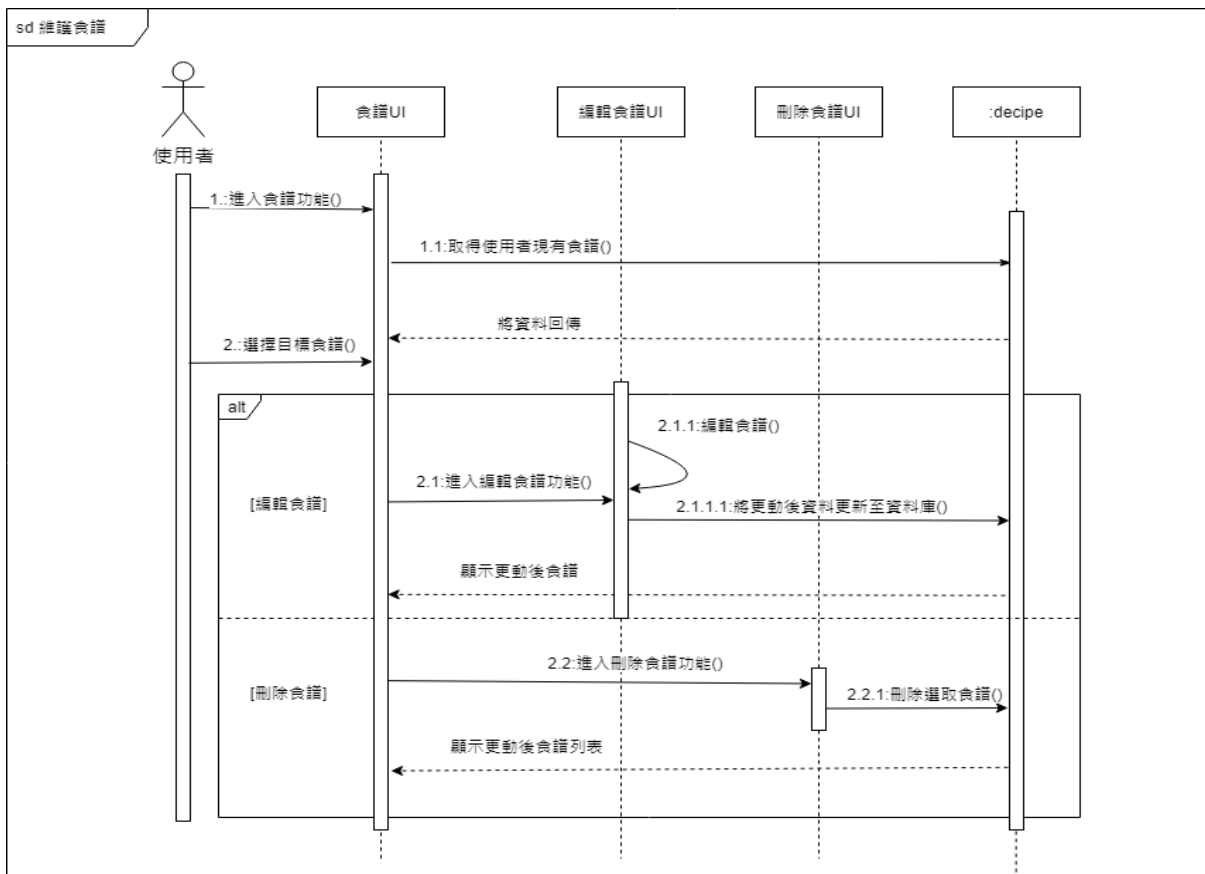 sd 維護食譜
使用者
食譜UI
編輯食譜UI
刪除食譜UI
:decipe
1.:進入食譜功能()
1.1:取得使用者現有食譜()
將資料回傳
2.:選擇目標食譜()
alt
2.1.1:編輯食譜()
2.1:進入編輯食譜功能()
[編輯食譜]
2.1.1.1:將更動後資料更新至資料庫()
顯示更動後食譜
2.2:進入刪除食譜功能()
[刪除食譜]
2.2.1:刪除選取食譜()
顯示更動後食譜列表